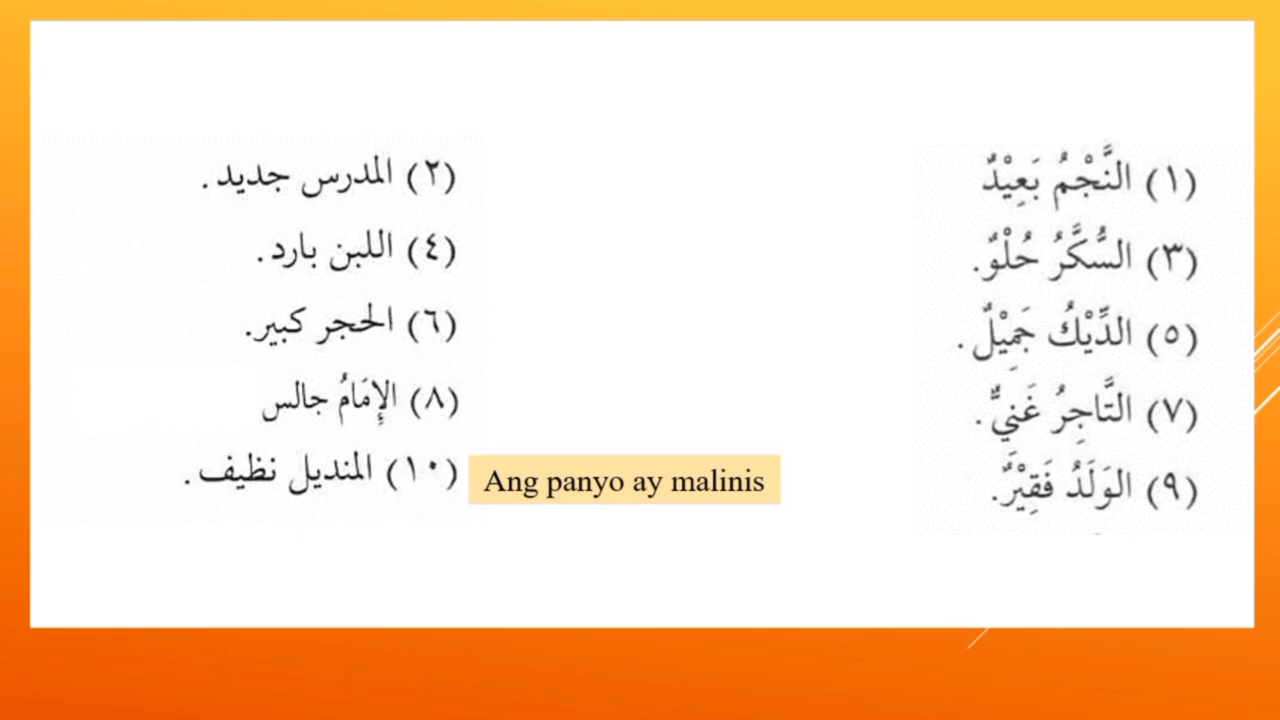 (١) النَّجْمُ بَعِيْدٌ
(٢) المدرس جديد.
(٣) السُّكَّرُ حُلْوٌ.
(٤) اللبن بارد.
(٥) الدِّيْكُ جَمِيْلٌ.
(٦) الحجر كبير.
(٧) التَّاجِرُ غَنِيٌّ.
(٨) الإِمَامُ جالس
(٩) الوَلَدُ فَقِيْرٌ.
(١٠) المنديل نظيف.
Ang panyo ay malinis